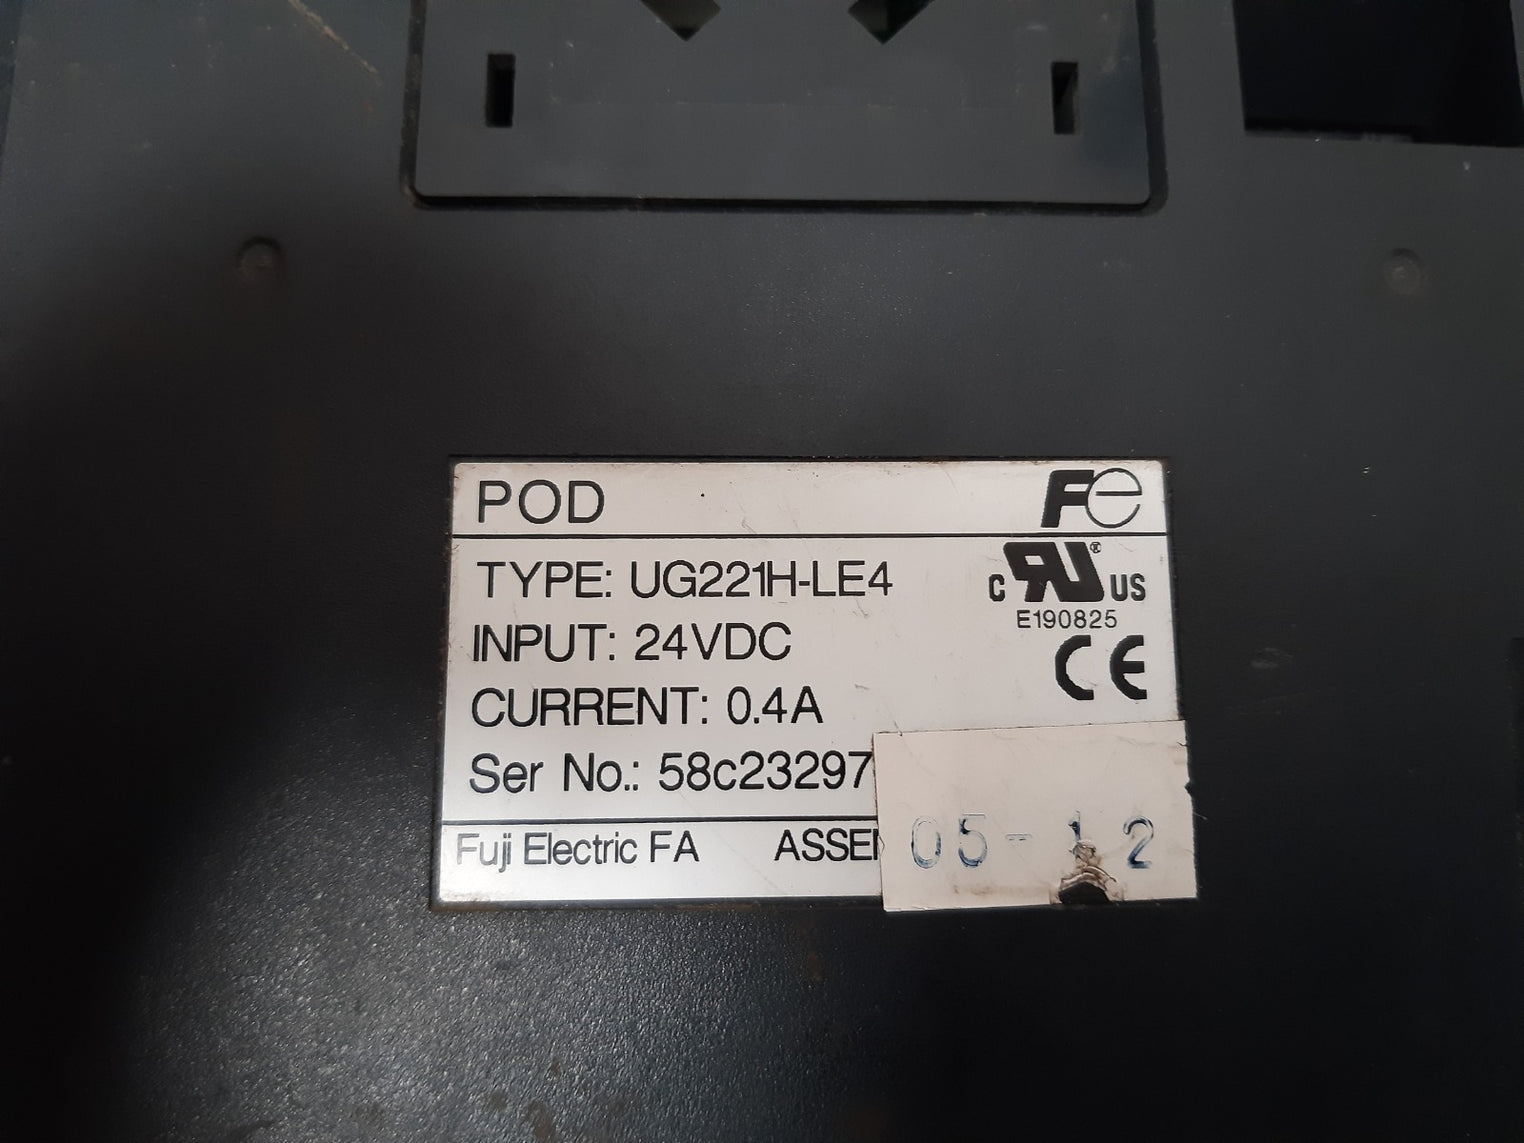 POD Fe
TYPE: UG221H-LE4
C RU® US
E190825
INPUT: 24VDC
CE
CURRENT: 0.4A
Ser No.: 58c23297
Fuji Electric FA
05-12